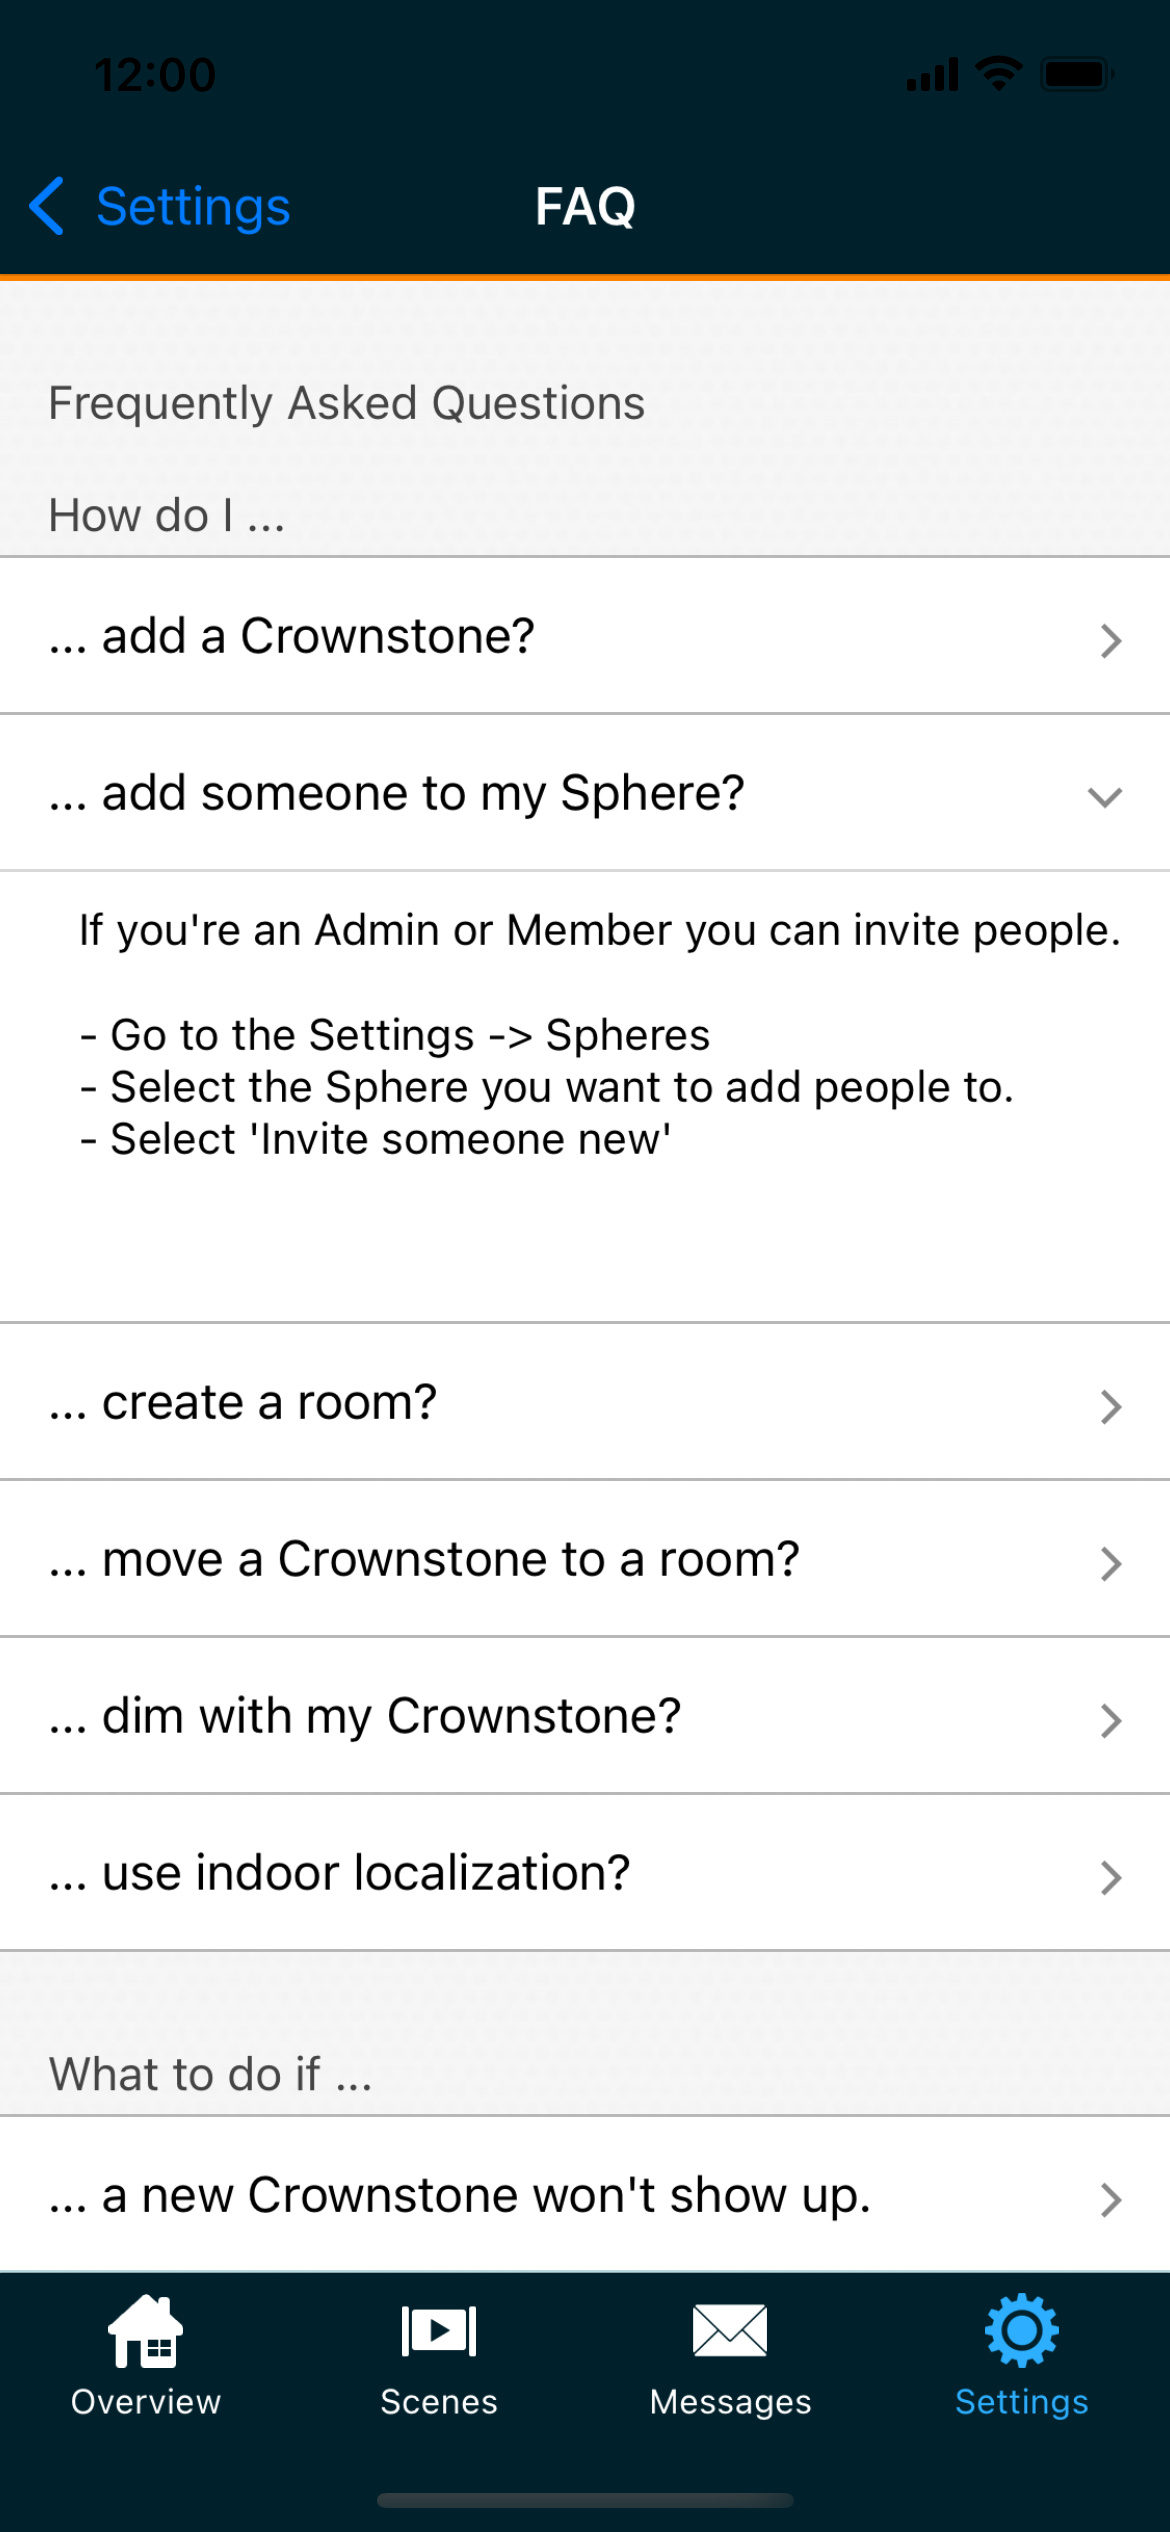 12:00
Settings
FAQ
Frequently Asked Questions
How do I ...
... add a Crownstone?
... add someone to my Sphere?
If you're an Admin or Member you can invite people.
- Go to the Settings -> Spheres
- Select the Sphere you want to add people to.
- Select 'Invite someone new'
... create a room?
... move a Crownstone to a room?
... dim with my Crownstone?
... use indoor localization?
What to do if ...
... a new Crownstone won't show up.
Overview
Scenes
Messages
Settings